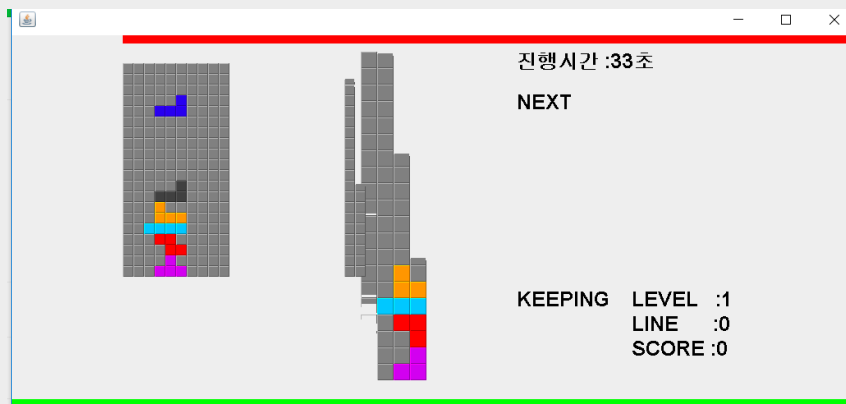 진행시간 :33초
NEXT
KEEPING LEVEL :1
LINE :0
SCORE :0